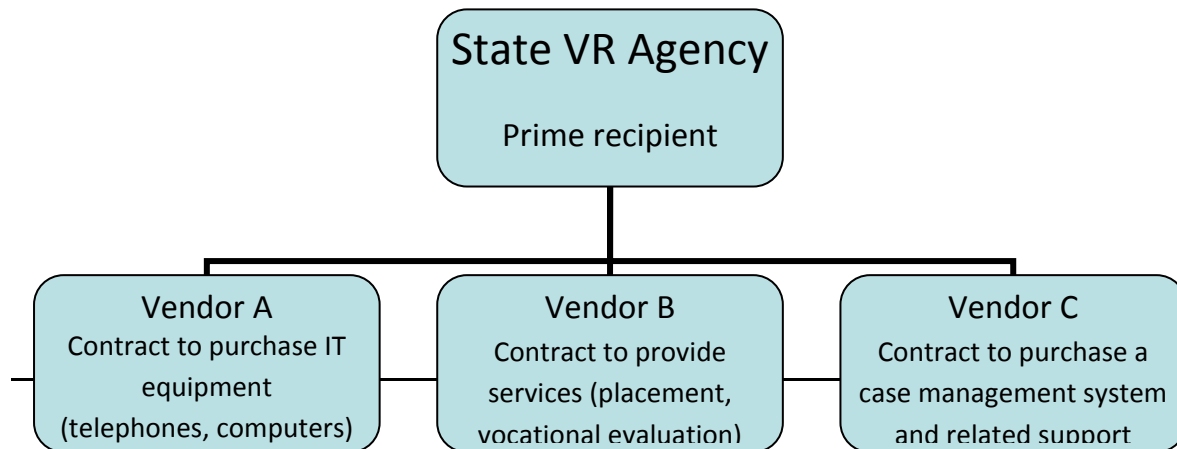 State VR Agency
Prime recipient
Vendor A
Contract to purchase IT
equipment
(telephones, computers)
Vendor B
Contract to provide
services (placement,
vocational evaluation)
Vendor C
Contract to purchase a
case management system
and related support